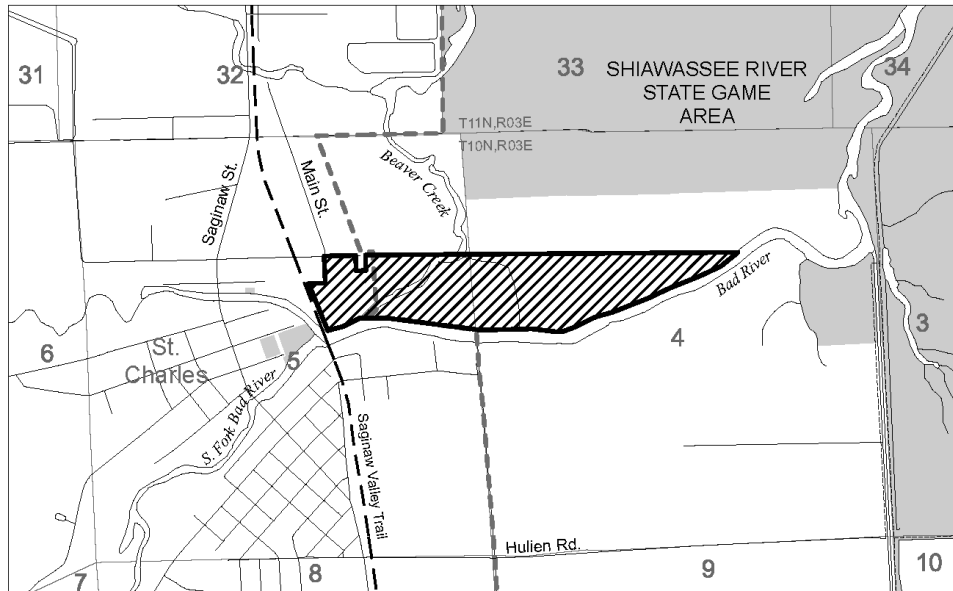 31
32
33
34
SHIAWASSEE RIVER
STATE GAME
AREA
T11N,R03E
T10N,R03E
Beaver Creek
Saginaw St.
Main St.
Bad River
6
St.
Charles
5
4
3
S. Fork Bad River
Saginaw Valley Trail
Hulien Rd.
7
8
9
10